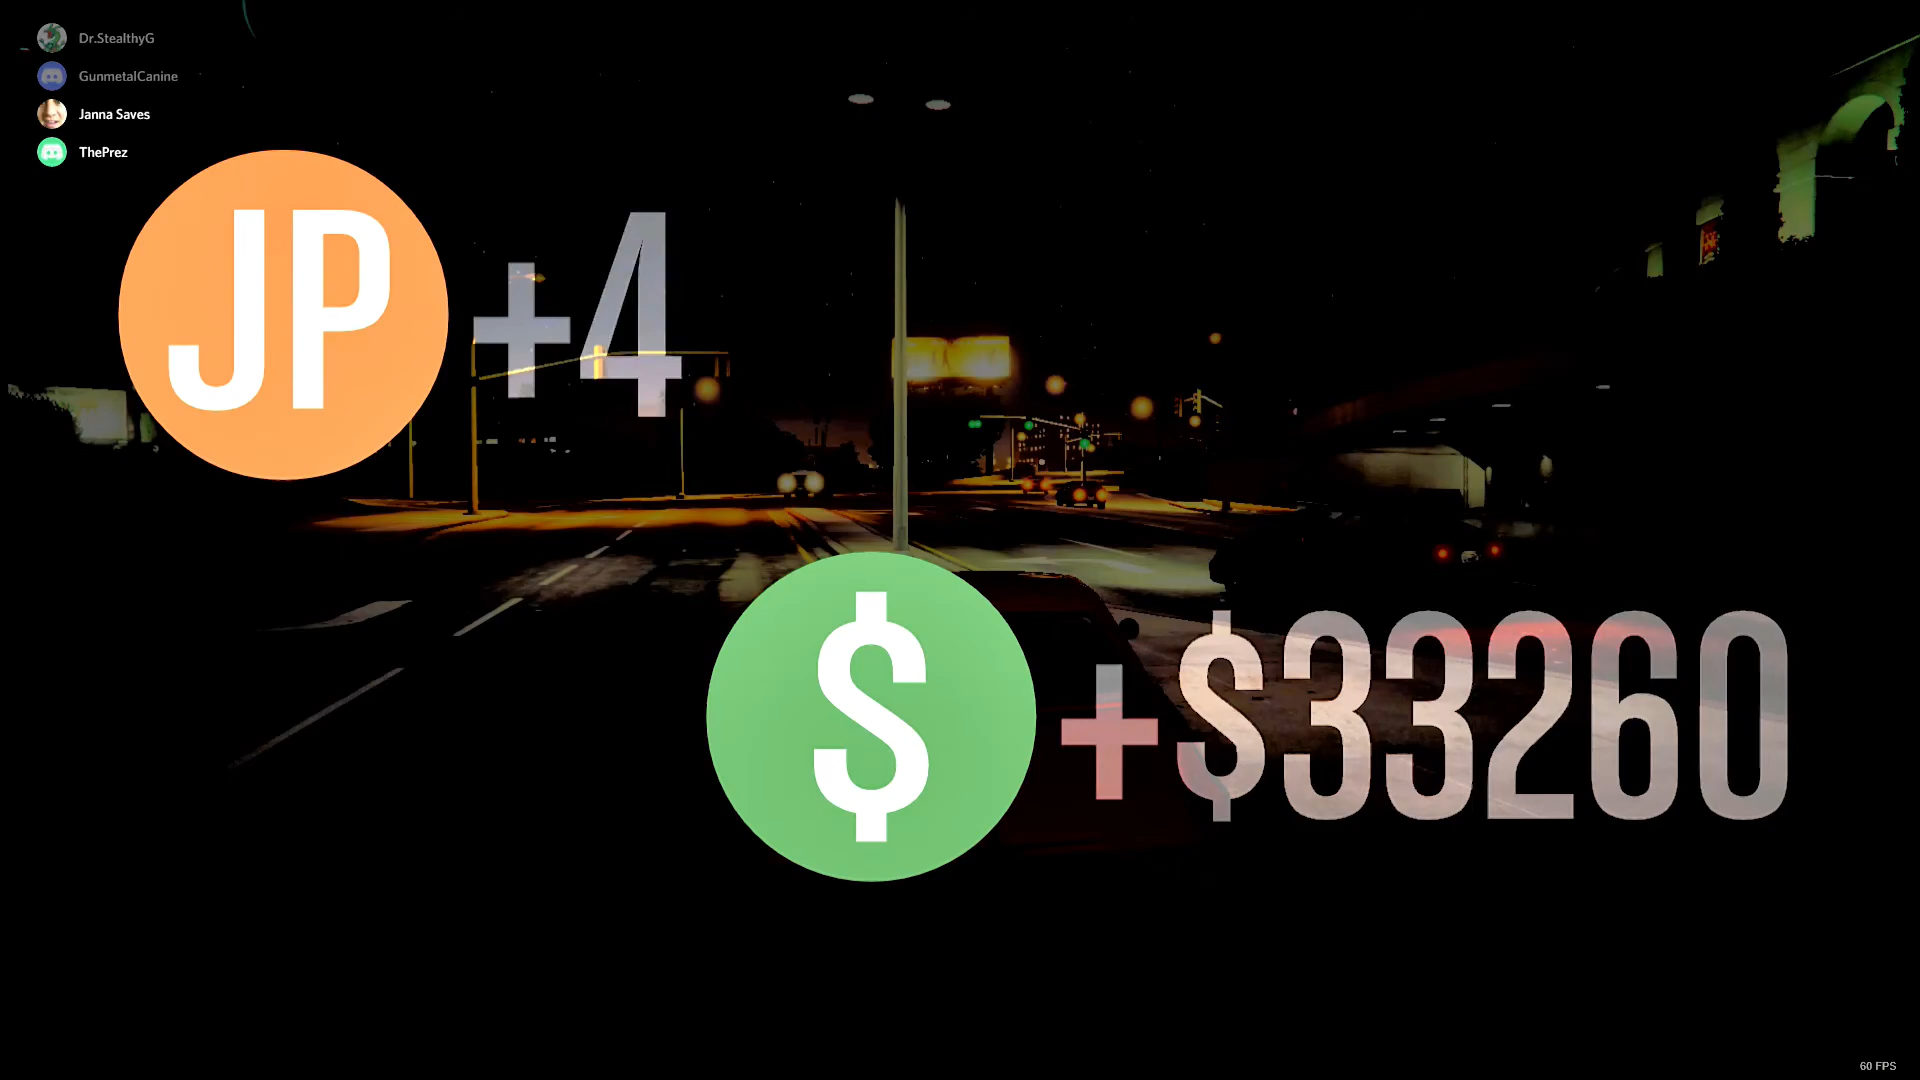 Dr.StealthyG
GunmetalCanine
Janna Saves
ThePrez
JP +4
$ +$33260
60 FPS